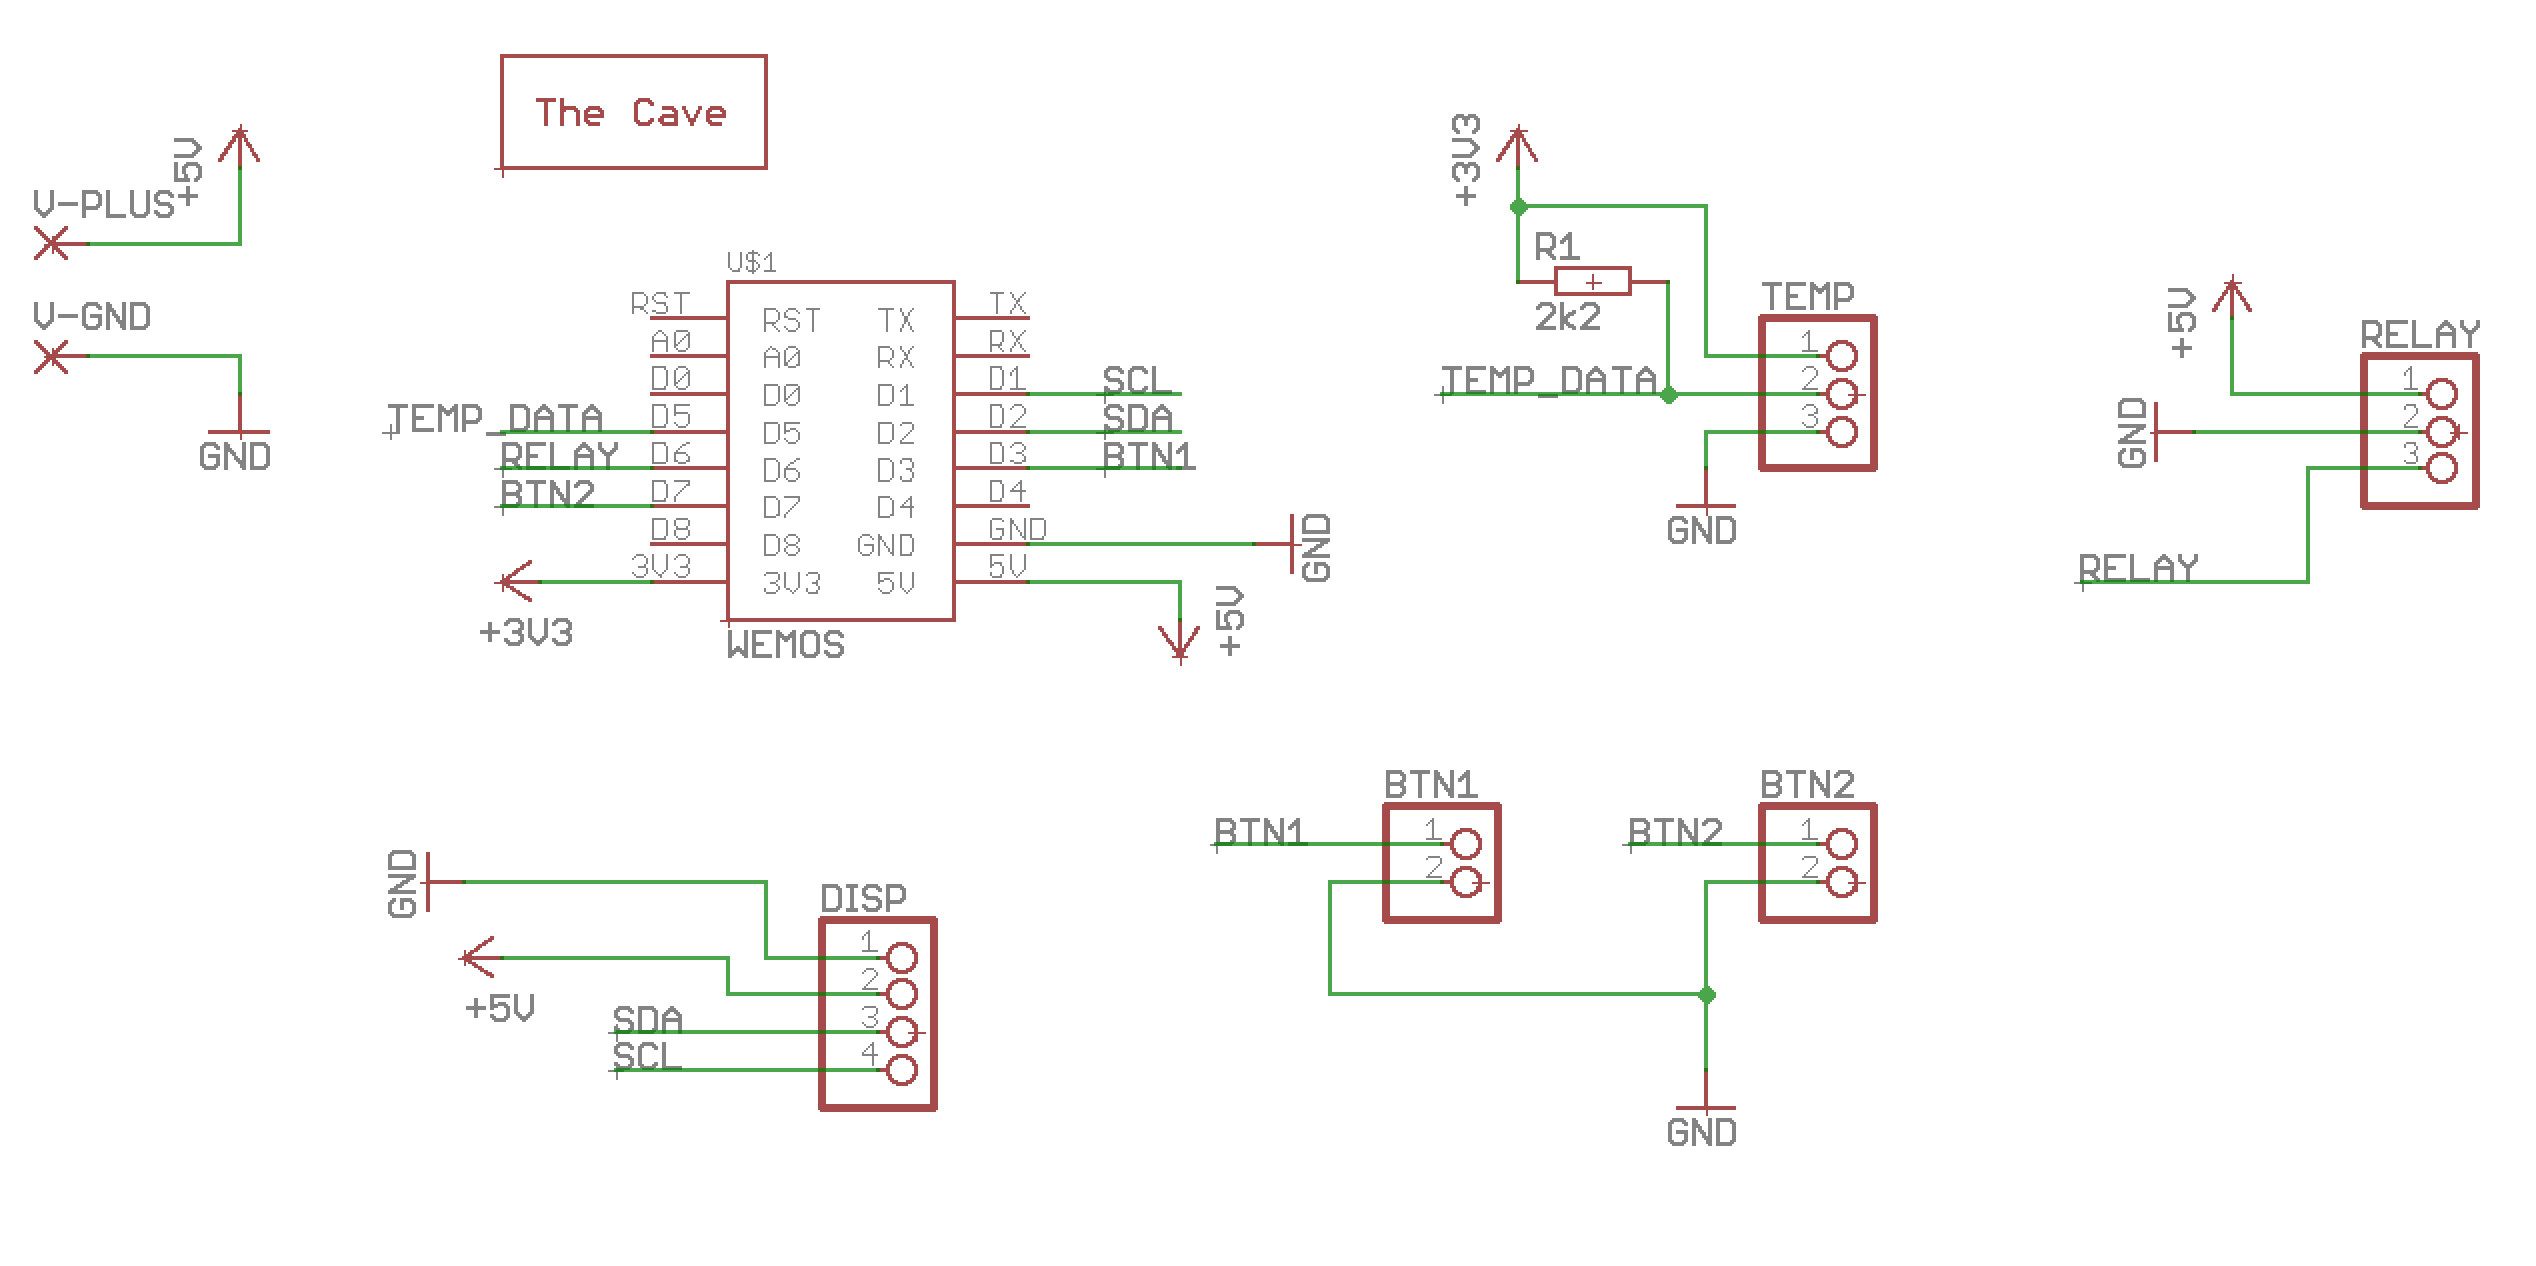 The Cave
+5V
V-PLUS
V-GND
GND
U$1
RST
A0
D0
D5
D6
D7
D8
3V3
TEMP_DATA
RELAY
BTN2
+3V3
RST TX
A0 RX
D0 D1
D5 D2
D6 D3
D7 D4
D8 GND
3V3 5V
WEMOS
TX
RX
D1
D2
D3
D4
GND
5V
SCL
SDA
BTN1
GND
+5V
+3V3
R1
2k2
TEMP_DATA
TEMP
1
2
3
GND
+5V
GND
RELAY
RELAY
1
2
3
GND
+5V
SDA
SCL
DISP
1
2
3
4
BTN1
BTN1
1
2
BTN2
BTN2
1
2
GND